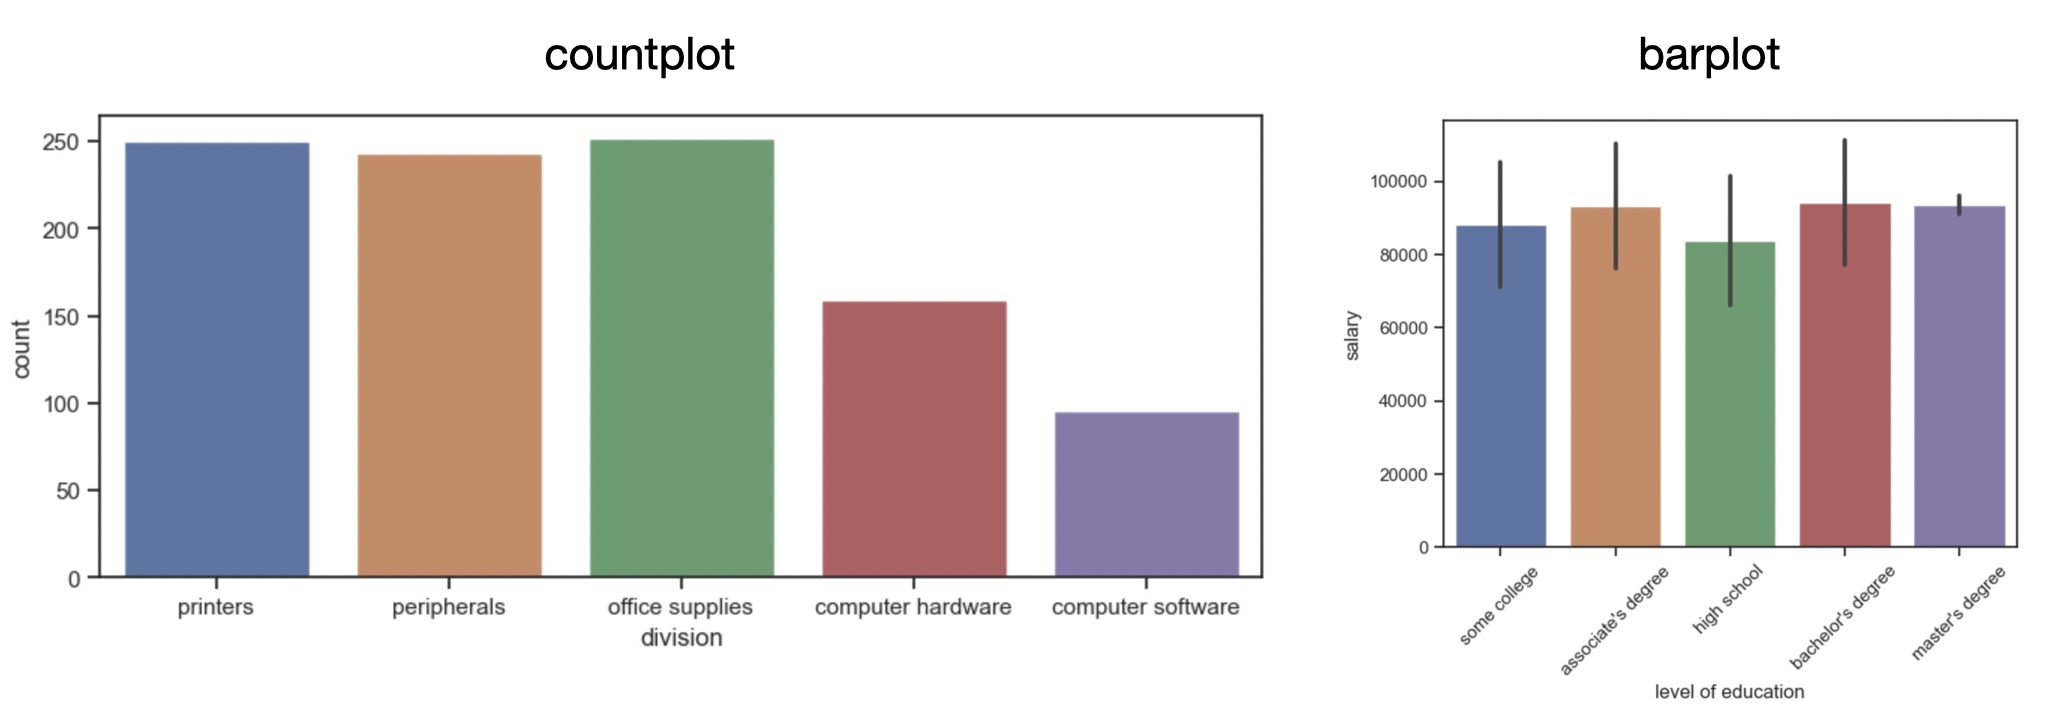 countplot
250
200
150
100
50
0
count
printers
peripherals
office supplies
computer hardware
computer software
division
barplot
100000
80000
60000
40000
20000
0
salary
some college
associate's degree
high school
bachelor's degree
master's degree
level of education